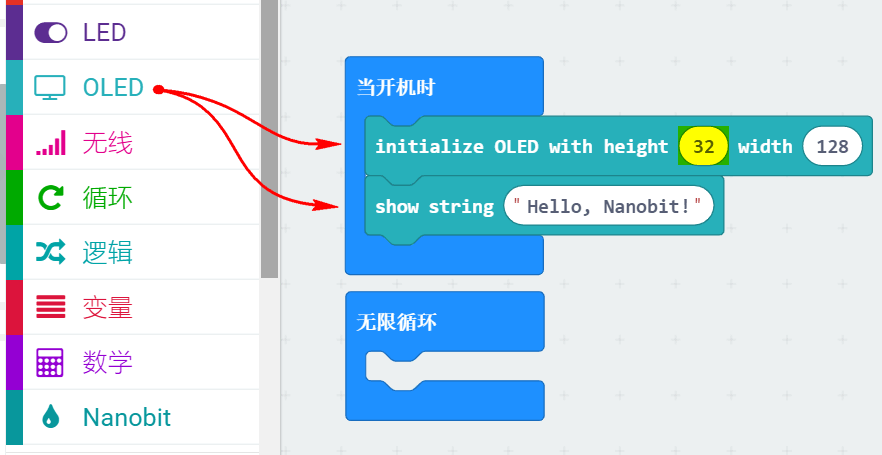 LED
OLED
无线
循环
逻辑
变量
数学
Nanobit
当开机时
initialize OLED with height 32 width 128
show string "Hello, Nanobit!"
无限循环